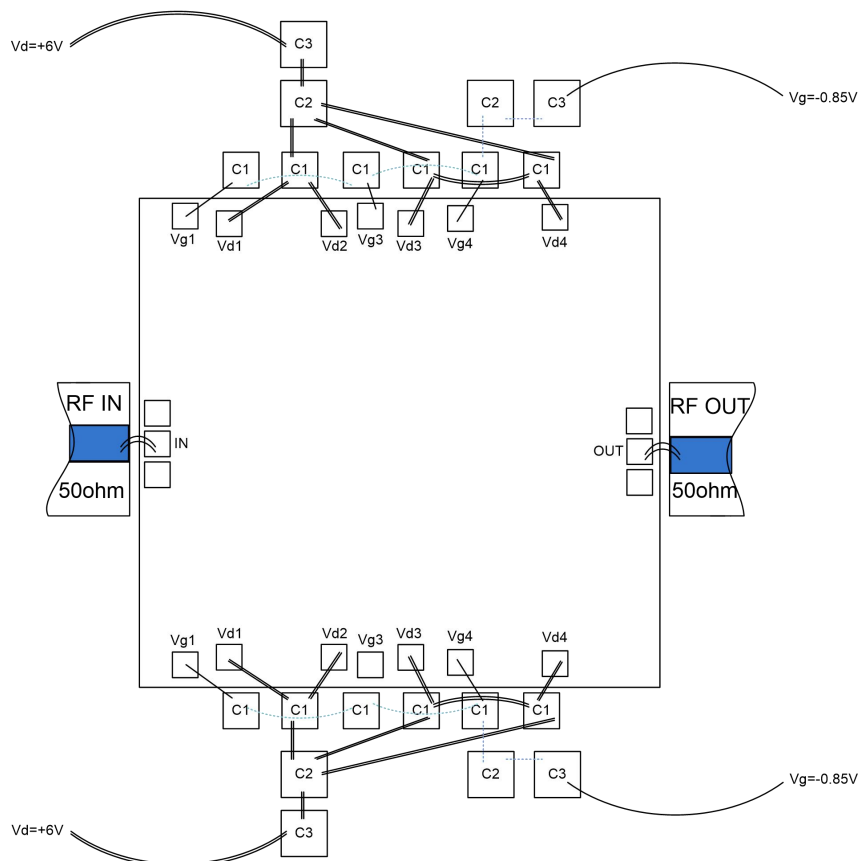 C3
Vd=+6V
C2
C2
C3
Vg=-0.85V
C1
C1
C1
C1
C1
C1
Vg1
Vd1
Vd2
Vg3
Vd3
Vg4
Vd4
RF IN
RF OUT
IN
OUT
50ohm
50ohm
Vg1
Vd1
Vd2
Vg3
Vd3
Vg4
Vd4
C1
C1
C1
C1
C1
C1
C2
C2
C3
Vg=-0.85V
Vd=+6V
C3